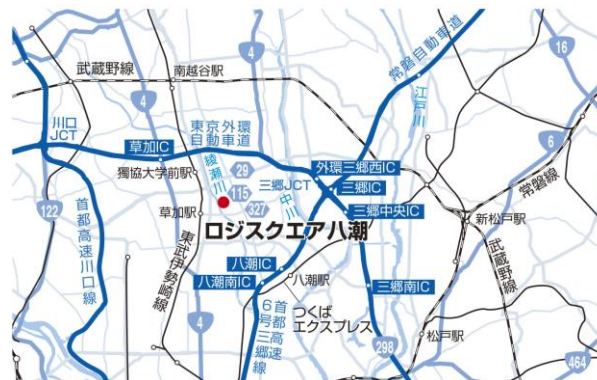 武蔵野線
南越谷駅
4
4
16
常磐自動車道
江戸川
川口
JCT
東京外環
自動車道
草加IC
獨協大学前駅
綾瀬川
29
115
327
三郷JCT
中川
外環三郷西IC
三郷IC
三郷中央IC
6
常磐線
122
首都高速川口線
草加駅
ロジスクエア八潮
新松戸駅
武蔵野線
東武伊勢崎線
八潮IC
八潮南IC
八潮駅
三郷南IC
首都高速
6号三郷線
つくば
エクスプレス
4
298
松戸駅
464